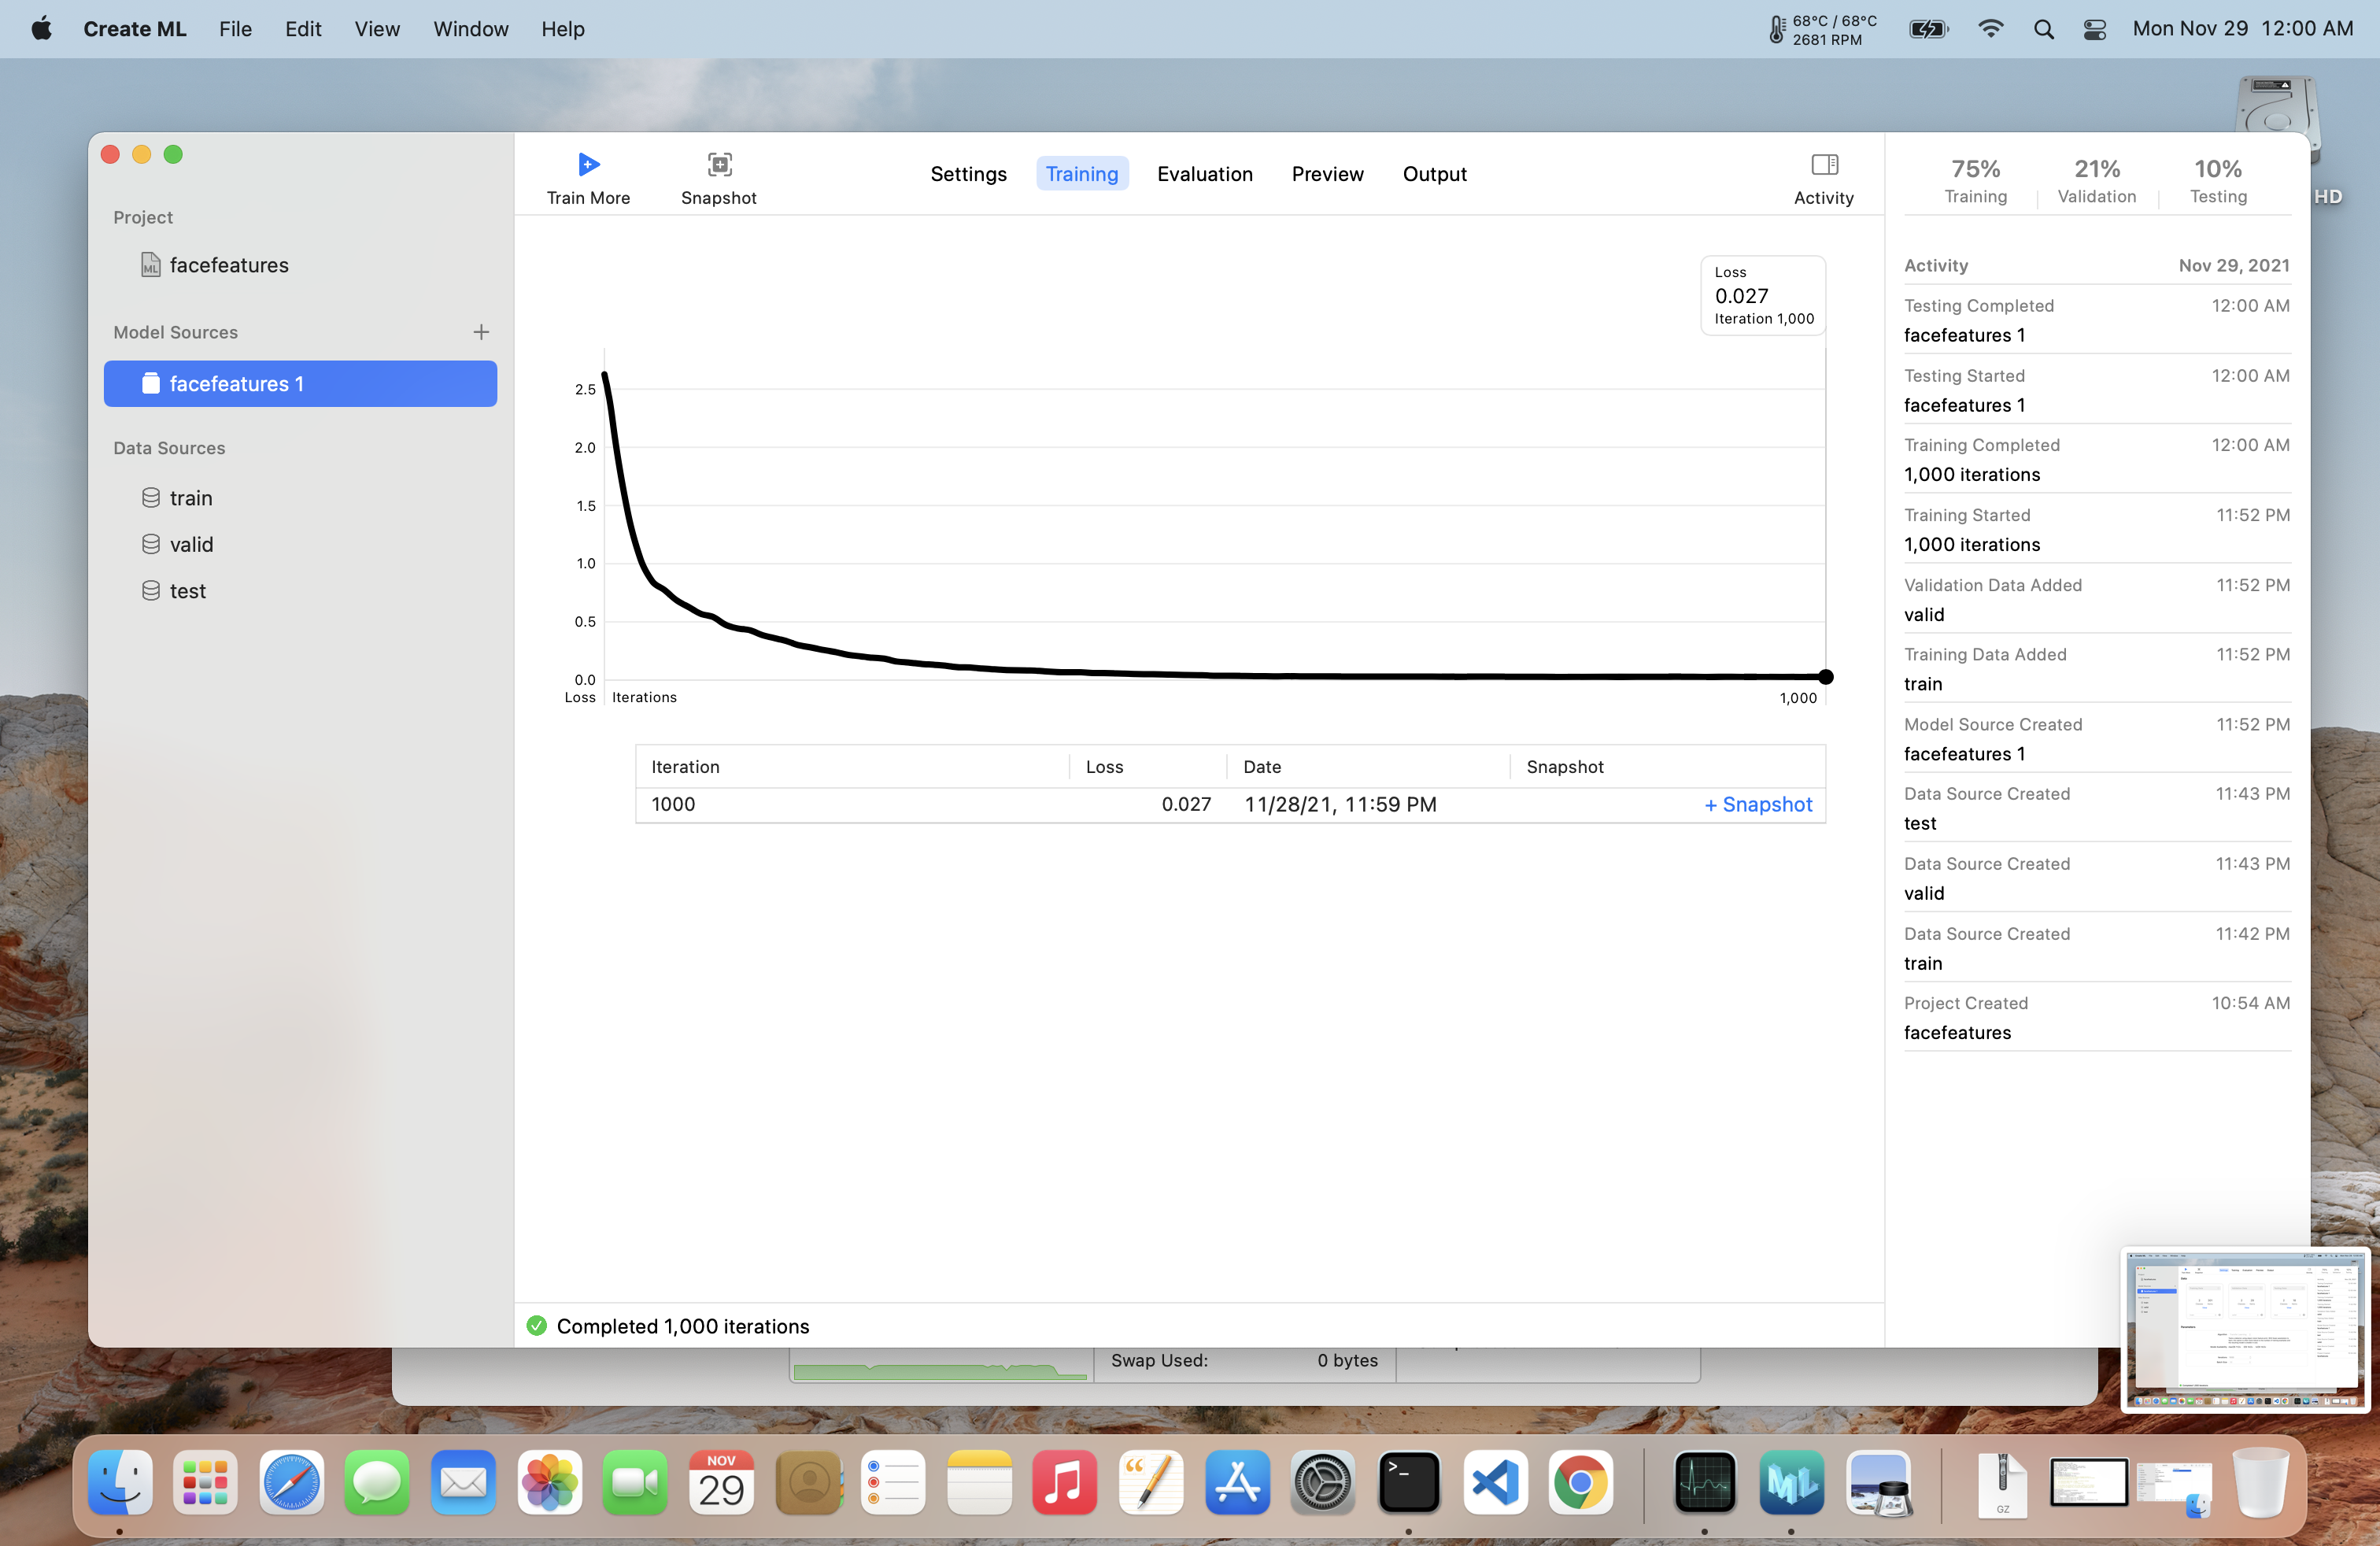 Create ML File Edit View Window Help
68°C / 68°C
2681 RPM
Mon Nov 29 12:00 AM
HD
Project
facefeatures
Model Sources +
facefeatures 1
Data Sources
train
valid
test
Train More
Snapshot
Settings Training Evaluation Preview Output
Activity
75% 21% 10%
Training Validation Testing
Loss
0.027
Iteration 1,000
2.5
2.0
1.5
1.0
0.5
0.0
Loss Iterations 1,000
Iteration Loss Date Snapshot
1000 0.027 11/28/21, 11:59 PM + Snapshot
Activity Nov 29, 2021
Testing Completed 12:00 AM
facefeatures 1
Testing Started 12:00 AM
facefeatures 1
Training Completed 12:00 AM
1,000 iterations
Training Started 11:52 PM
1,000 iterations
Validation Data Added 11:52 PM
valid
Training Data Added 11:52 PM
train
Model Source Created 11:52 PM
facefeatures 1
Data Source Created 11:43 PM
test
Data Source Created 11:43 PM
valid
Data Source Created 11:42 PM
train
Project Created 10:54 AM
facefeatures
Completed 1,000 iterations
Swap Used: 0 bytes
NOV
29
ML
GZ